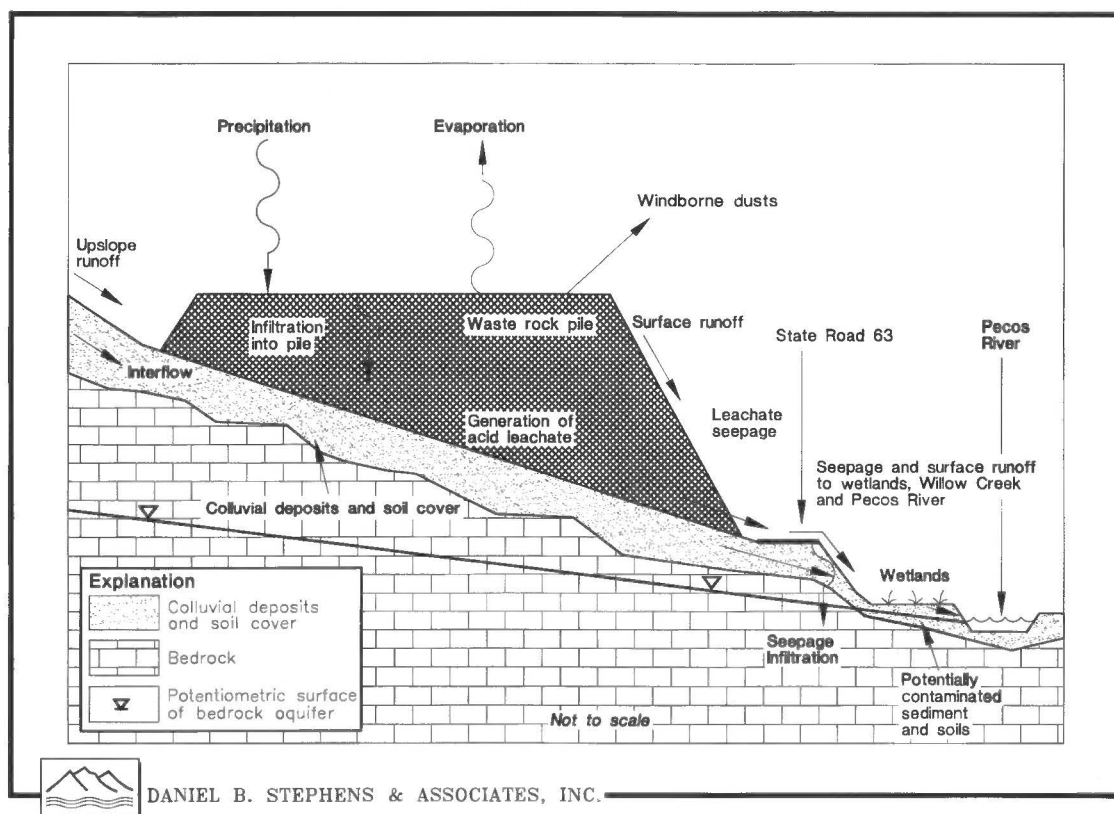 Precipitation
Evaporation
Windborne dusts
Upslope
runoff
Infiltration
into pile
Waste rock pile
Surface runoff
State Road 63
Pecos
River
Interflow
Generation of
acid leachate
Leachate
seepage
Seepage and surface runoff
to wetlands, Willow Creek
and Pecos River
Colluvial deposits and soil cover
Wetlands
Explanation
Colluvial deposits
and soil cover
Bedrock
Potentiometric surface
of bedrock aquifer
Seepage
Infiltration
Potentially
contaminated
sediment
and soils
Not to scale
DANIEL B. STEPHENS & ASSOCIATES, INC.